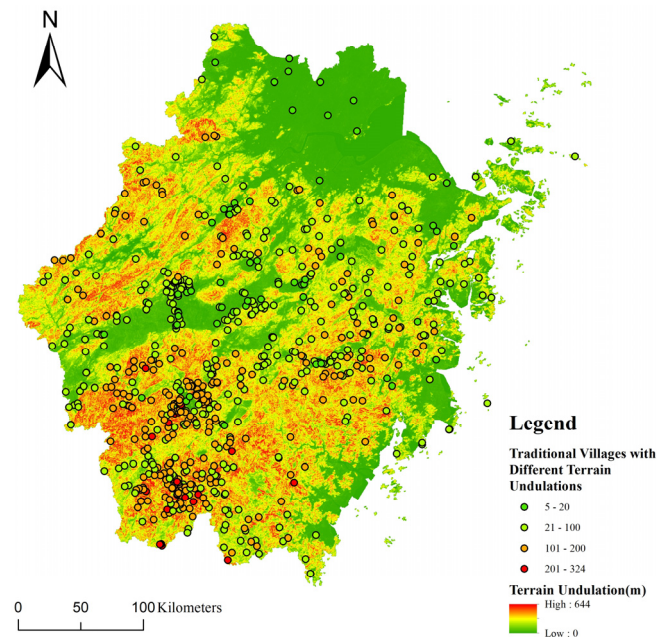 N
Legend
Traditional Villages with
Different Terrain
Undulations
5 - 20
21 - 100
101 - 200
201 - 324
Terrain Undulation(m)
High : 644
Low : 0
0 50 100 Kilometers